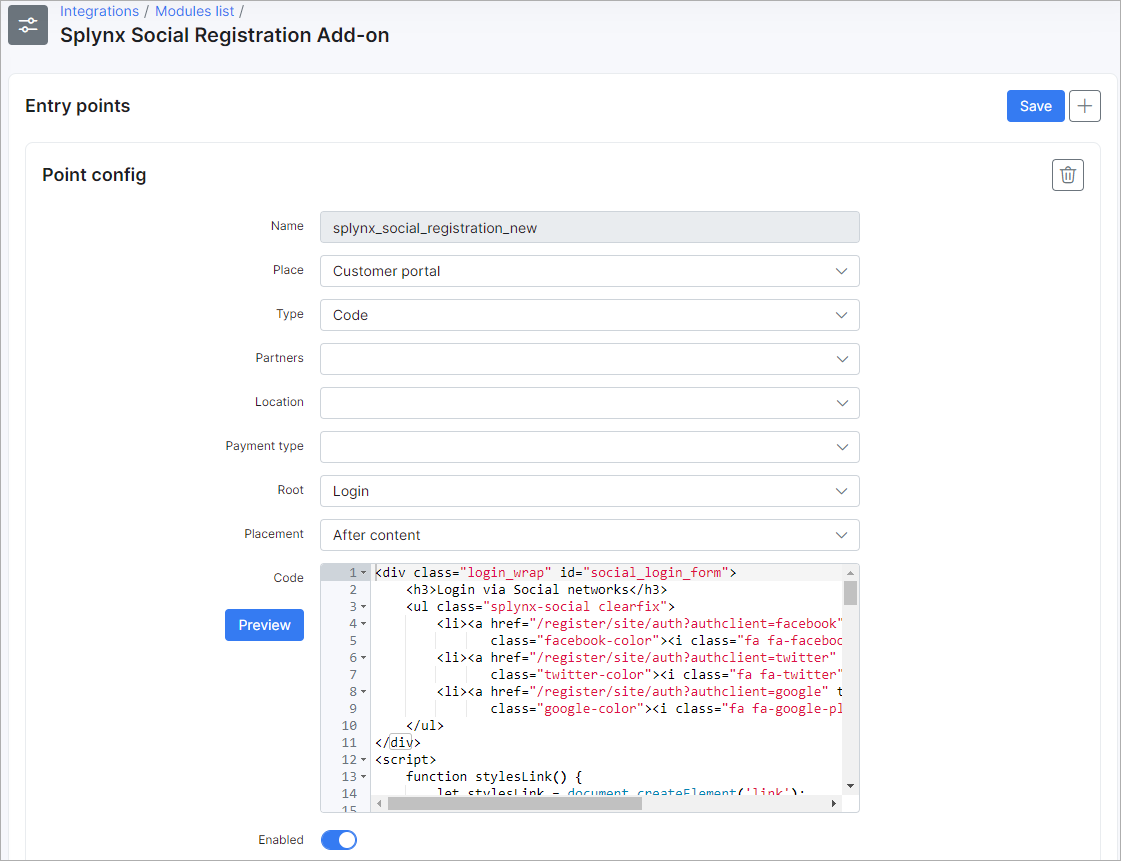 Integrations / Modules list /
Splynx Social Registration Add-on
Entry points
Save
Point config
Name
splynx_social_registration_new
Place
Customer portal
Type
Code
Partners
Location
Payment type
Root
Login
Placement
After content
Code
Preview
1 <div class="login_wrap" id="social_login_form">
2 <h3>Login via Social networks</h3>
3 <ul class="splynx-social clearfix">
4 <li><a href="/register/site/auth?authclient=facebook"
5 class="facebook-color"><i class="fa fa-faceboo
6 <li><a href="/register/site/auth?authclient=twitter"
7 class="twitter-color"><i class="fa fa-twitter"
8 <li><a href="/register/site/auth?authclient=google" t
9 class="google-color"><i class="fa fa-google-pl
10 </ul>
11 </div>
12 <script>
13 function stylesLink() {
14 let stylesLink = document.createElement('link');
15
Enabled